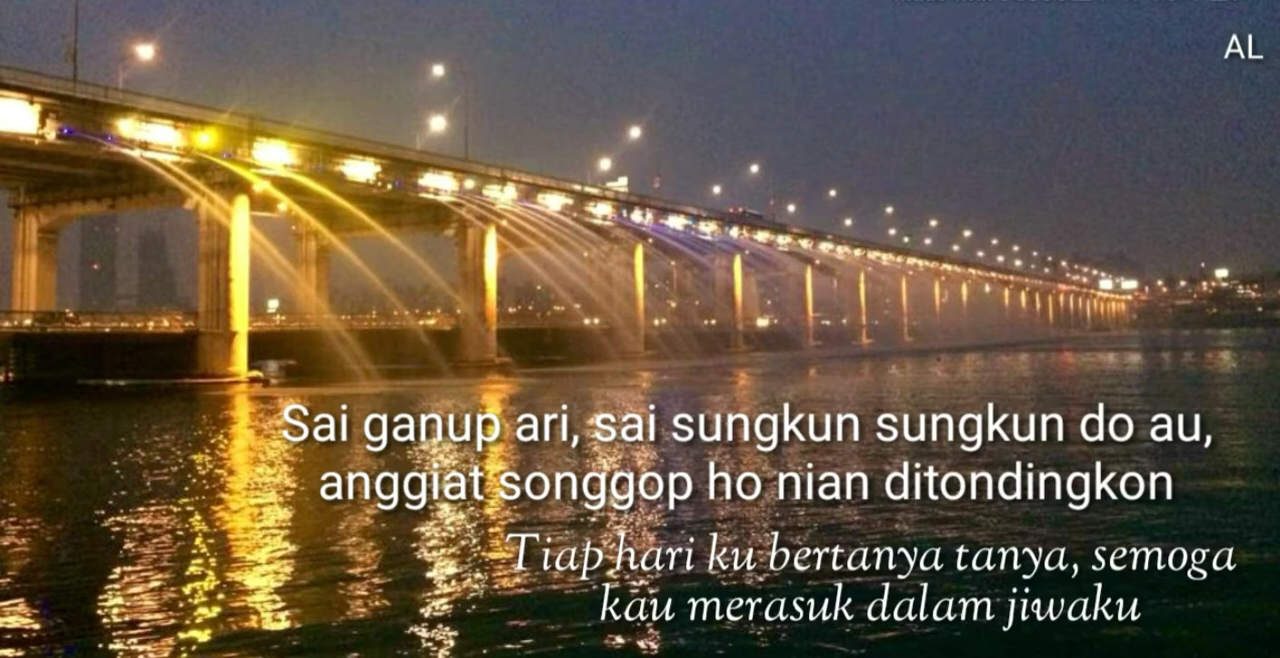 AL
Sai ganup ari, sai sungkun sungkun do au,
anggiat songgop ho nian ditondingkon
Tiap hari ku bertanya tanya, semoga
kau merasuk dalam jiwaku